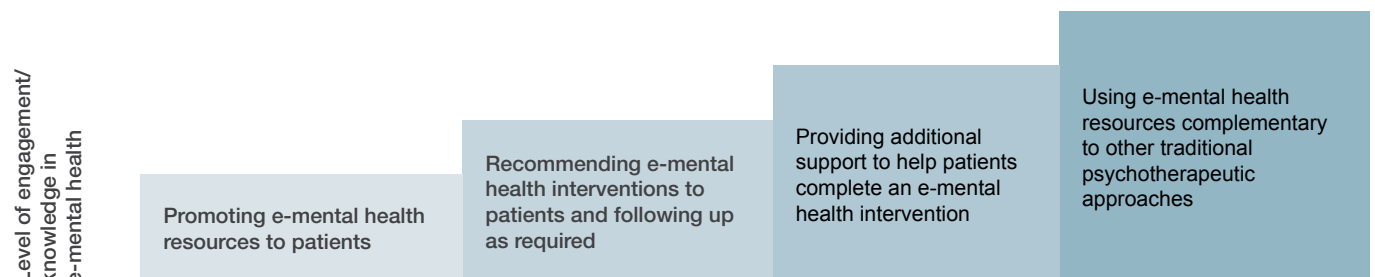 Level of engagement/
knowledge in
e-mental health
Promoting e-mental health
resources to patients
Recommending e-mental
health interventions to
patients and following up
as required
Providing additional
support to help patients
complete an e-mental
health intervention
Using e-mental health
resources complementary
to other traditional
psychotherapeutic
approaches